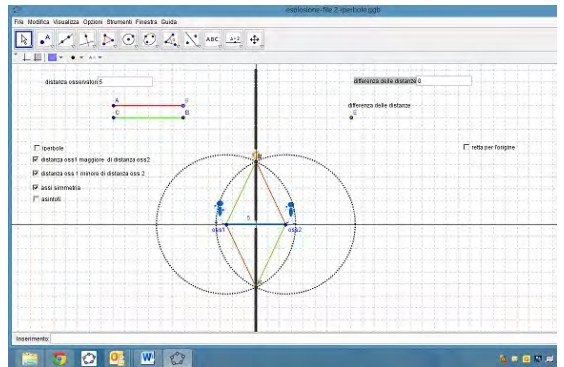 esplosione-file 2-iperbole.ggb
File Modifica Visualizza Opzioni Strumenti Finestra Guida
ABC
a=2
distanza osservatori 5
differenza delle distanze 0
differenza delle distanze
A
C
B
iperbole
distanza oss1 maggiore di distanza oss2
distanza oss 1 minore di distanza oss 2
assi simmetria
asintoti
retta per l'origine
5
oss1
oss2
Inserimento: